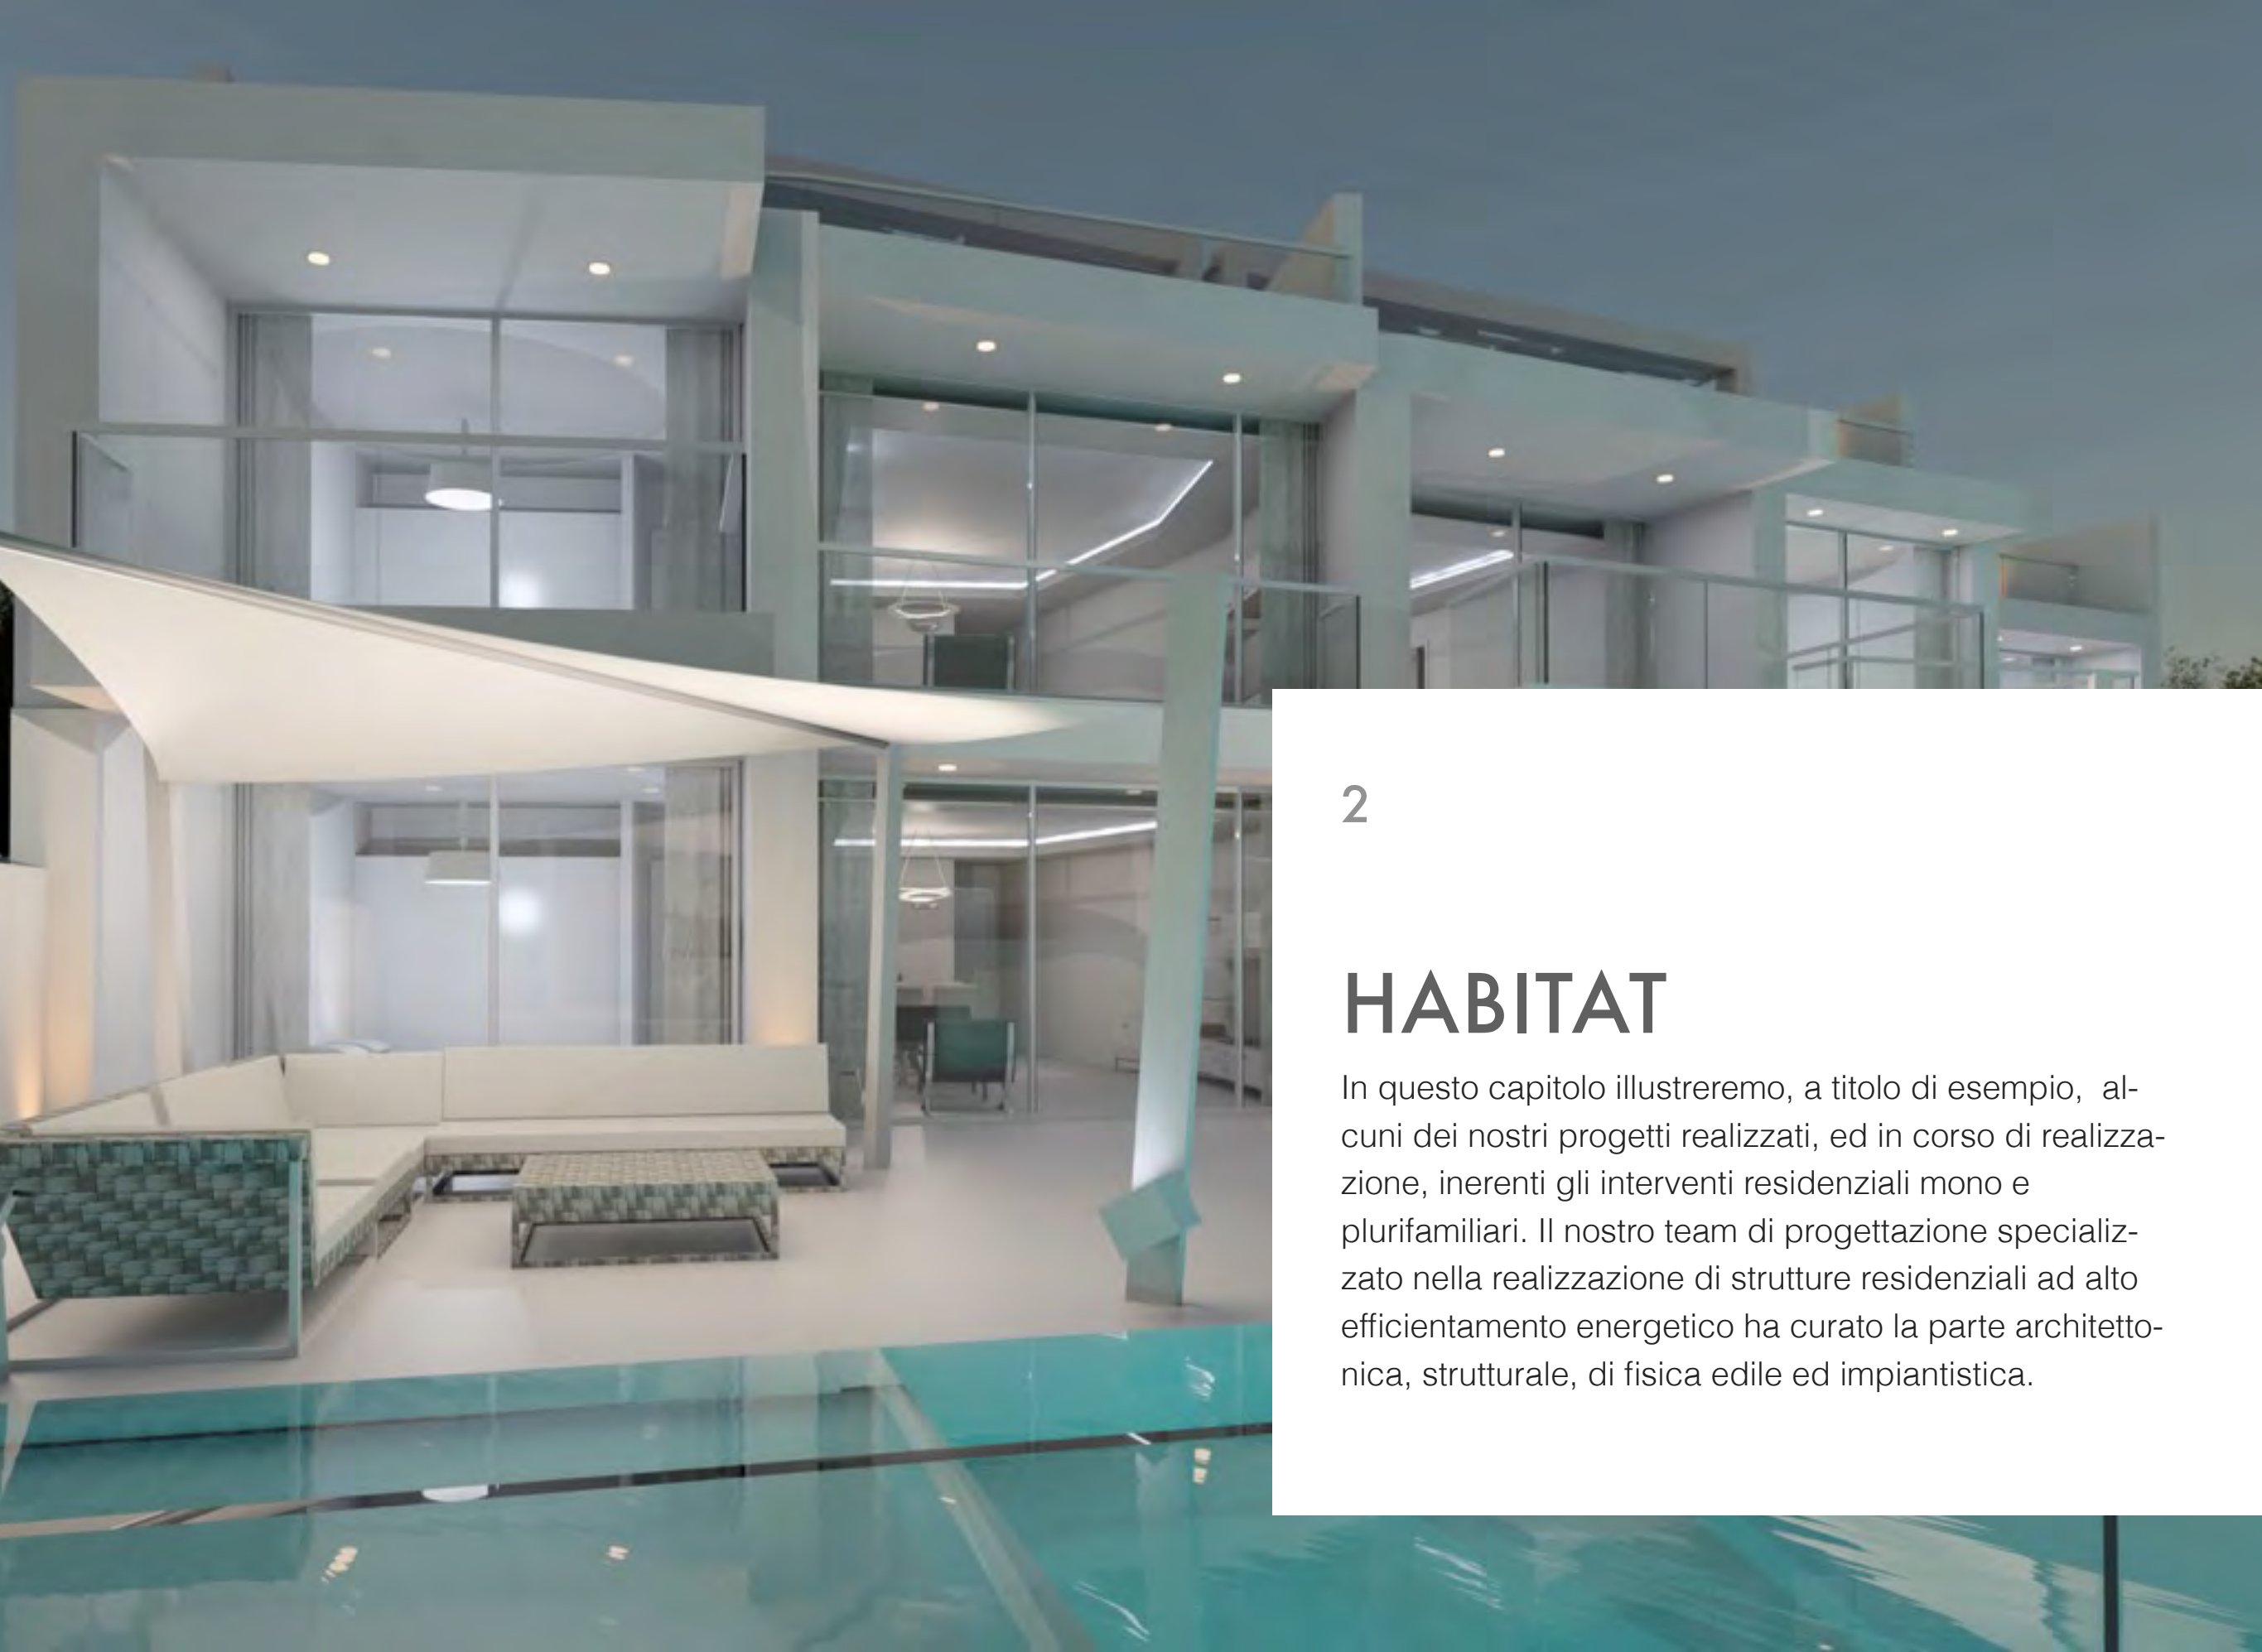 2
HABITAT
In questo capitolo illustreremo, a titolo di esempio,  al-
cuni dei nostri progetti realizzati, ed in corso di realizza-
zione, inerenti gli interventi residenziali mono e
plurifamiliari. Il nostro team di progettazione specializ-
zato nella realizzazione di strutture residenziali ad alto
efficientamento energetico ha curato la parte architetto-
nica, strutturale, di fisica edile ed impiantistica.